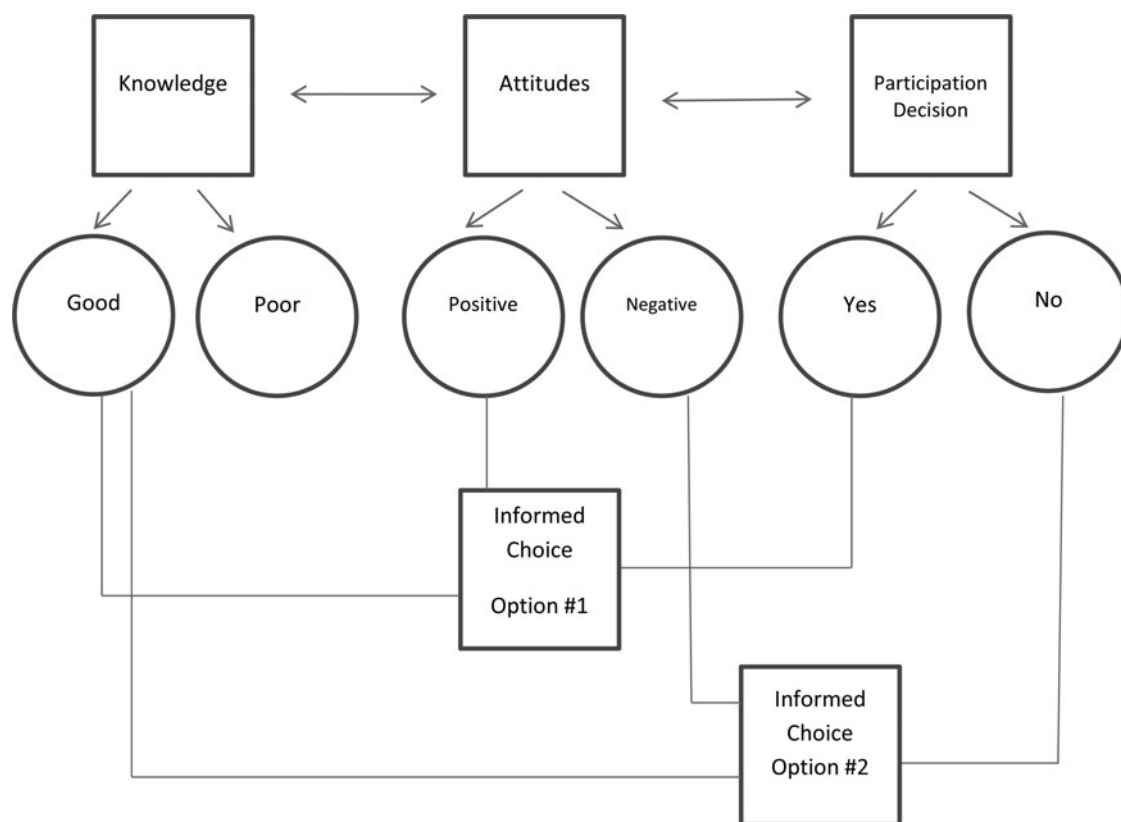 Knowledge
Attitudes
Participation
Decision
Good
Poor
Positive
Negative
Yes
No
Informed
Choice
Option #1
Informed
Choice
Option #2